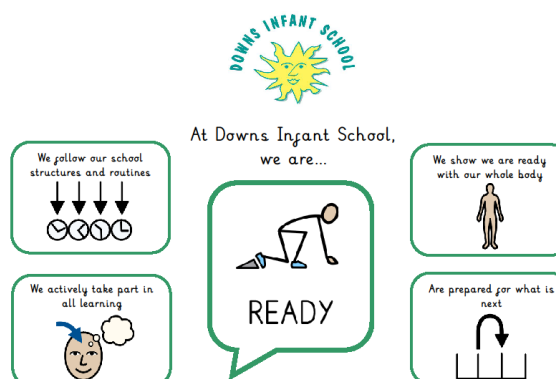 DOWNS INFANT SCHOOL
At Downs Infant School,
we are...
We follow our school
structures and routines
We actively take part in
all learning
READY
We show we are ready
with our whole body
Are prepared for what is
next